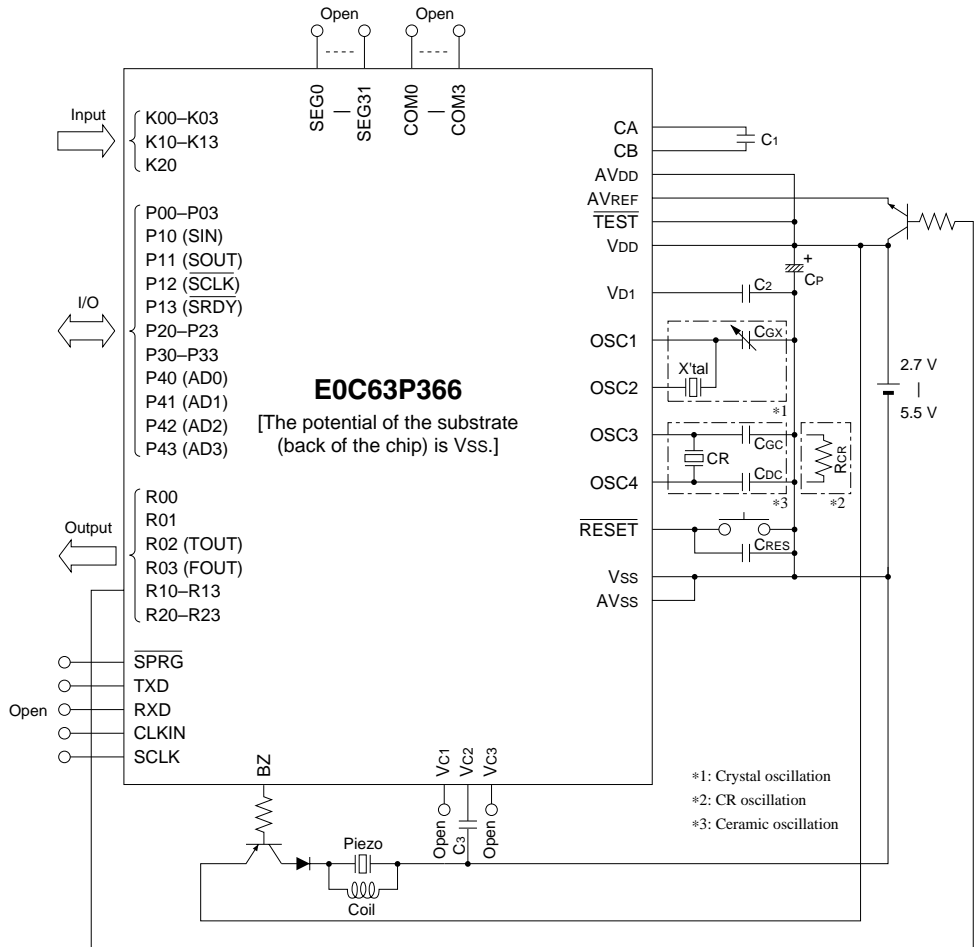 Open
Open
SEG0
—
SEG31
COM0
—
COM3
Input
K00–K03
K10–K13
K20
I/O
P00–P03
P10 (SIN)
P11 (SOUT)
P12 (SCLK)
P13 (SRDY)
P20–P23
P30–P33
P40 (AD0)
P41 (AD1)
P42 (AD2)
P43 (AD3)
Output
R00
R01
R02 (TOUT)
R03 (FOUT)
R10–R13
R20–R23
Open
SPRG
TXD
RXD
CLKIN
SCLK
E0C63P366
[The potential of the substrate
(back of the chip) is VSS.]
CA
CB
C1
AVDD
AVREF
TEST
VDD
+
CP
VD1
C2
OSC1
CGX
OSC2
X'tal
*1
OSC3
CGC
CR
OSC4
CDC
*3
RCR
*2
RESET
CRES
VSS
AVSS
2.7 V
|
5.5 V
BZ
VC1
VC2
VC3
Open
C3
Open
Piezo
Coil
*1: Crystal oscillation
*2: CR oscillation
*3: Ceramic oscillation